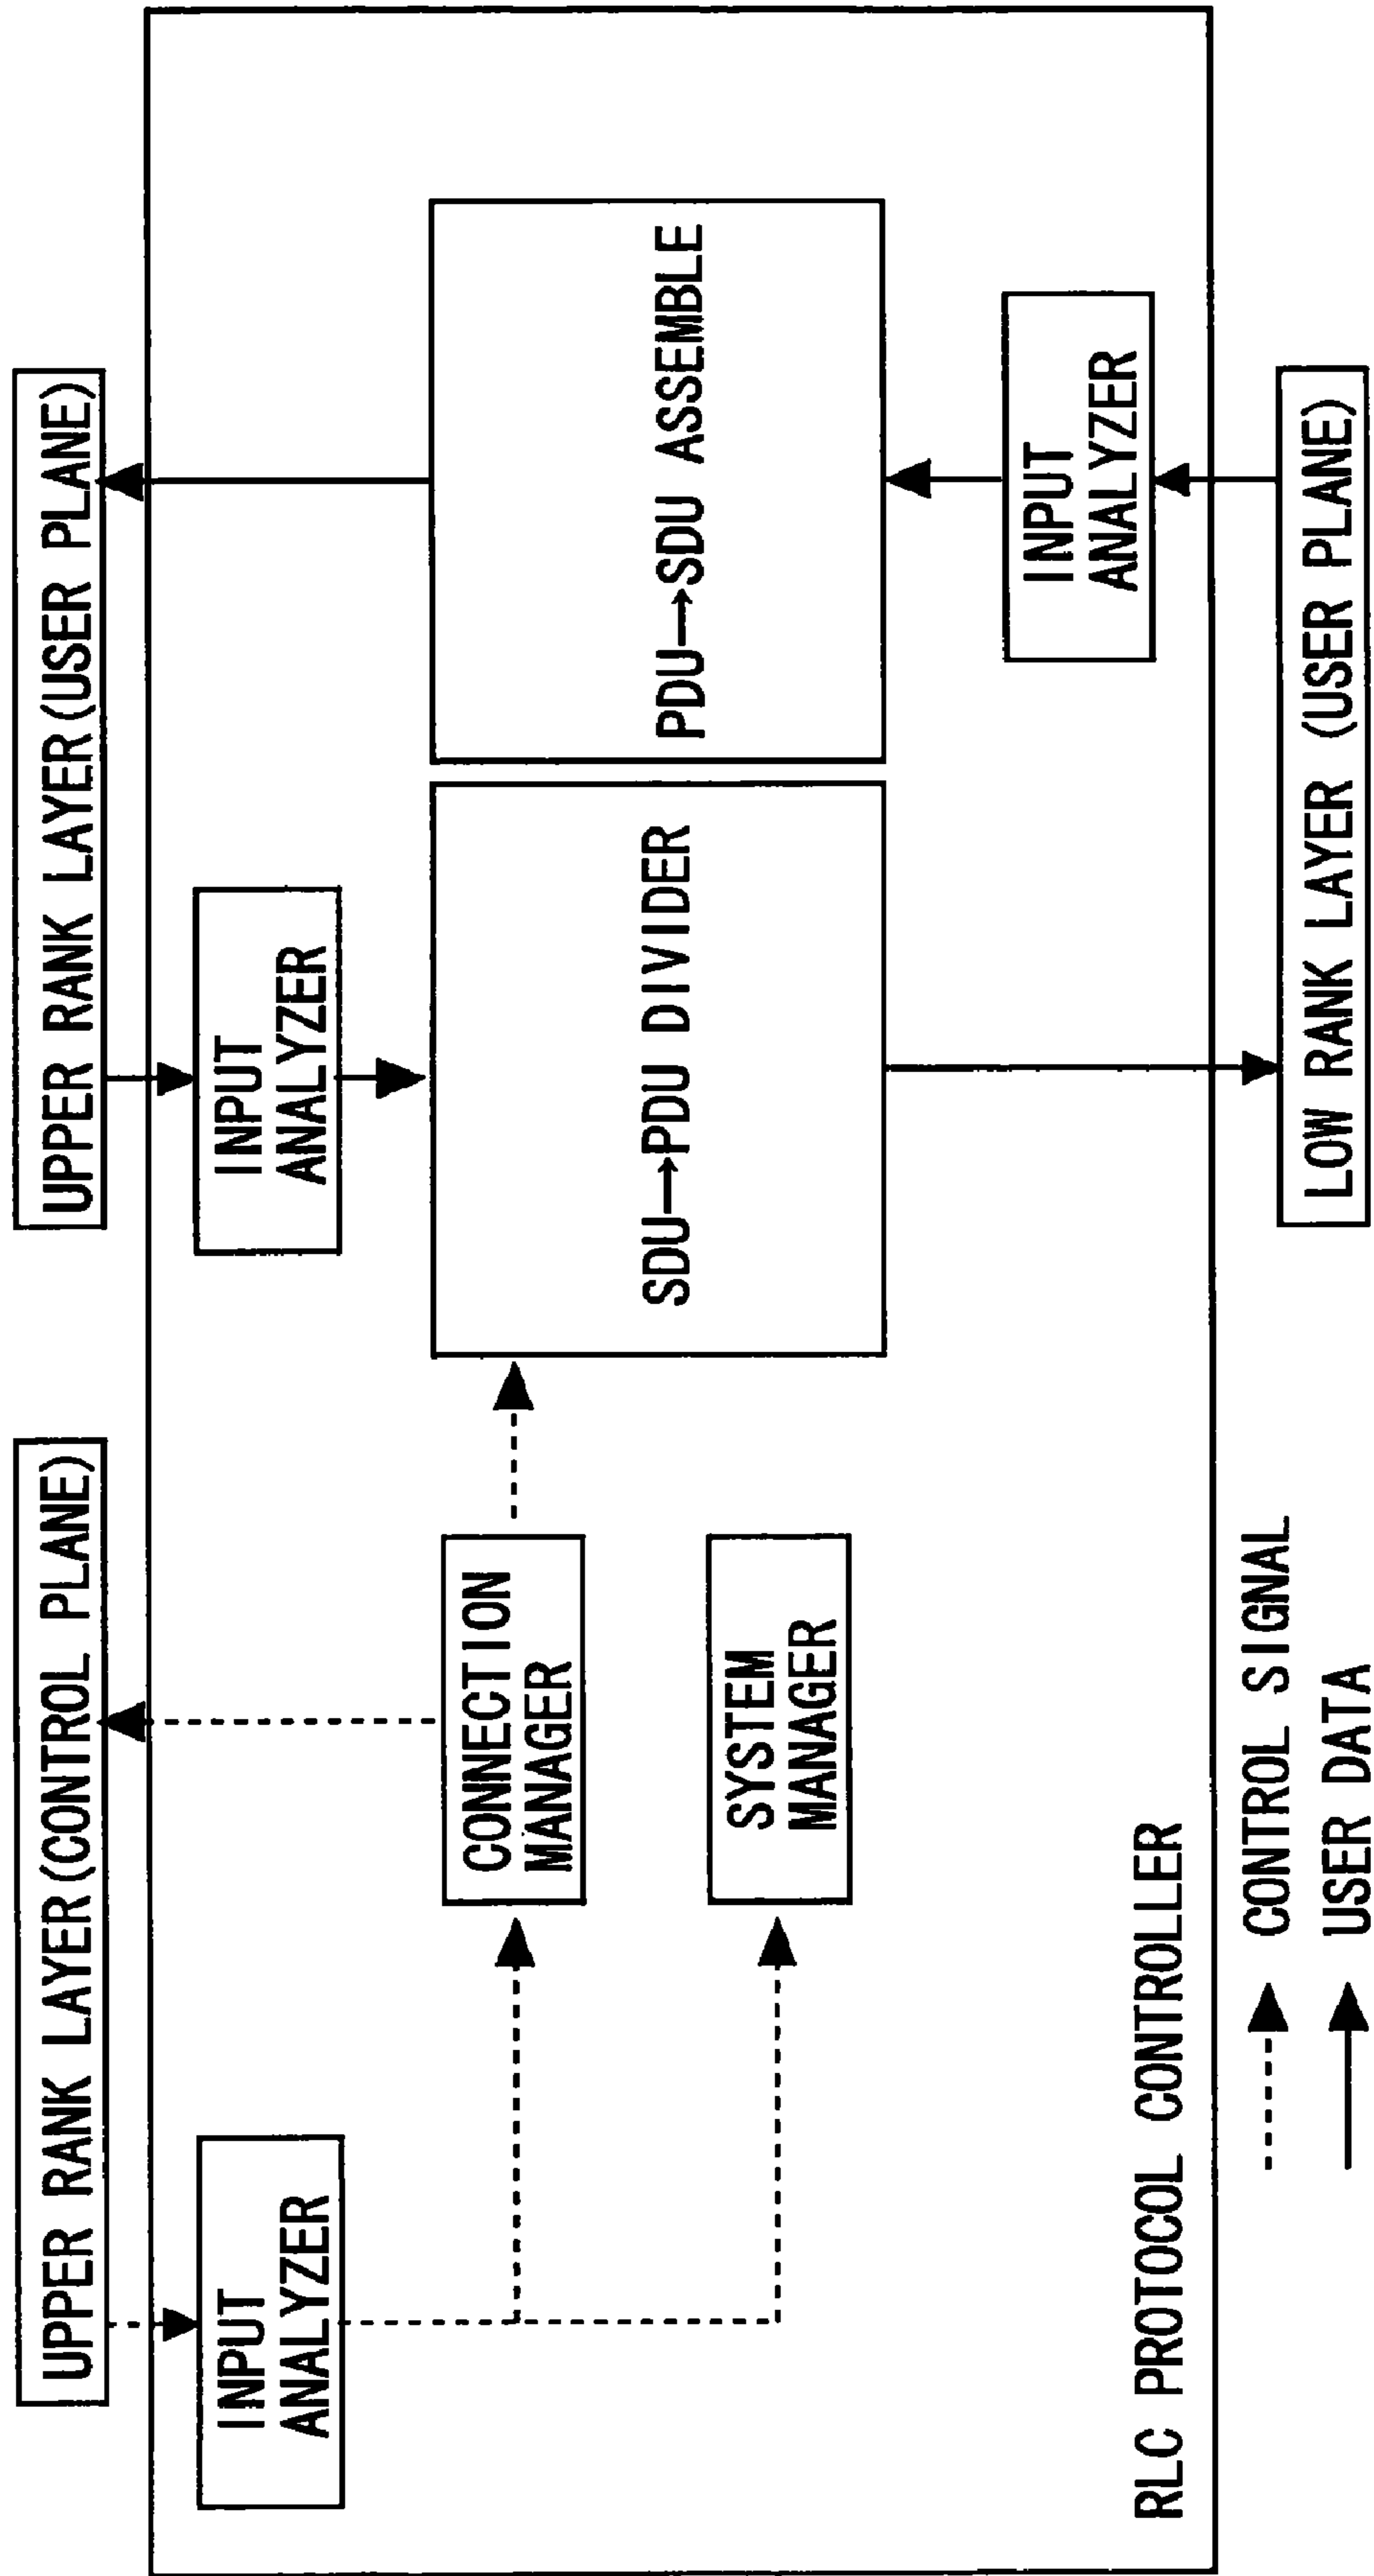 UPPER RANK LAYER(CONTROL PLANE)
UPPER RANK LAYER(USER PLANE)
INPUT
ANALYZER
INPUT
ANALYZER
CONNECTION
MANAGER
SYSTEM
MANAGER
SDU→PDU DIVIDER
PDU→SDU ASSEMBLE
INPUT
ANALYZER
RLC PROTOCOL CONTROLLER
LOW RANK LAYER (USER PLANE)
CONTROL SIGNAL
USER DATA